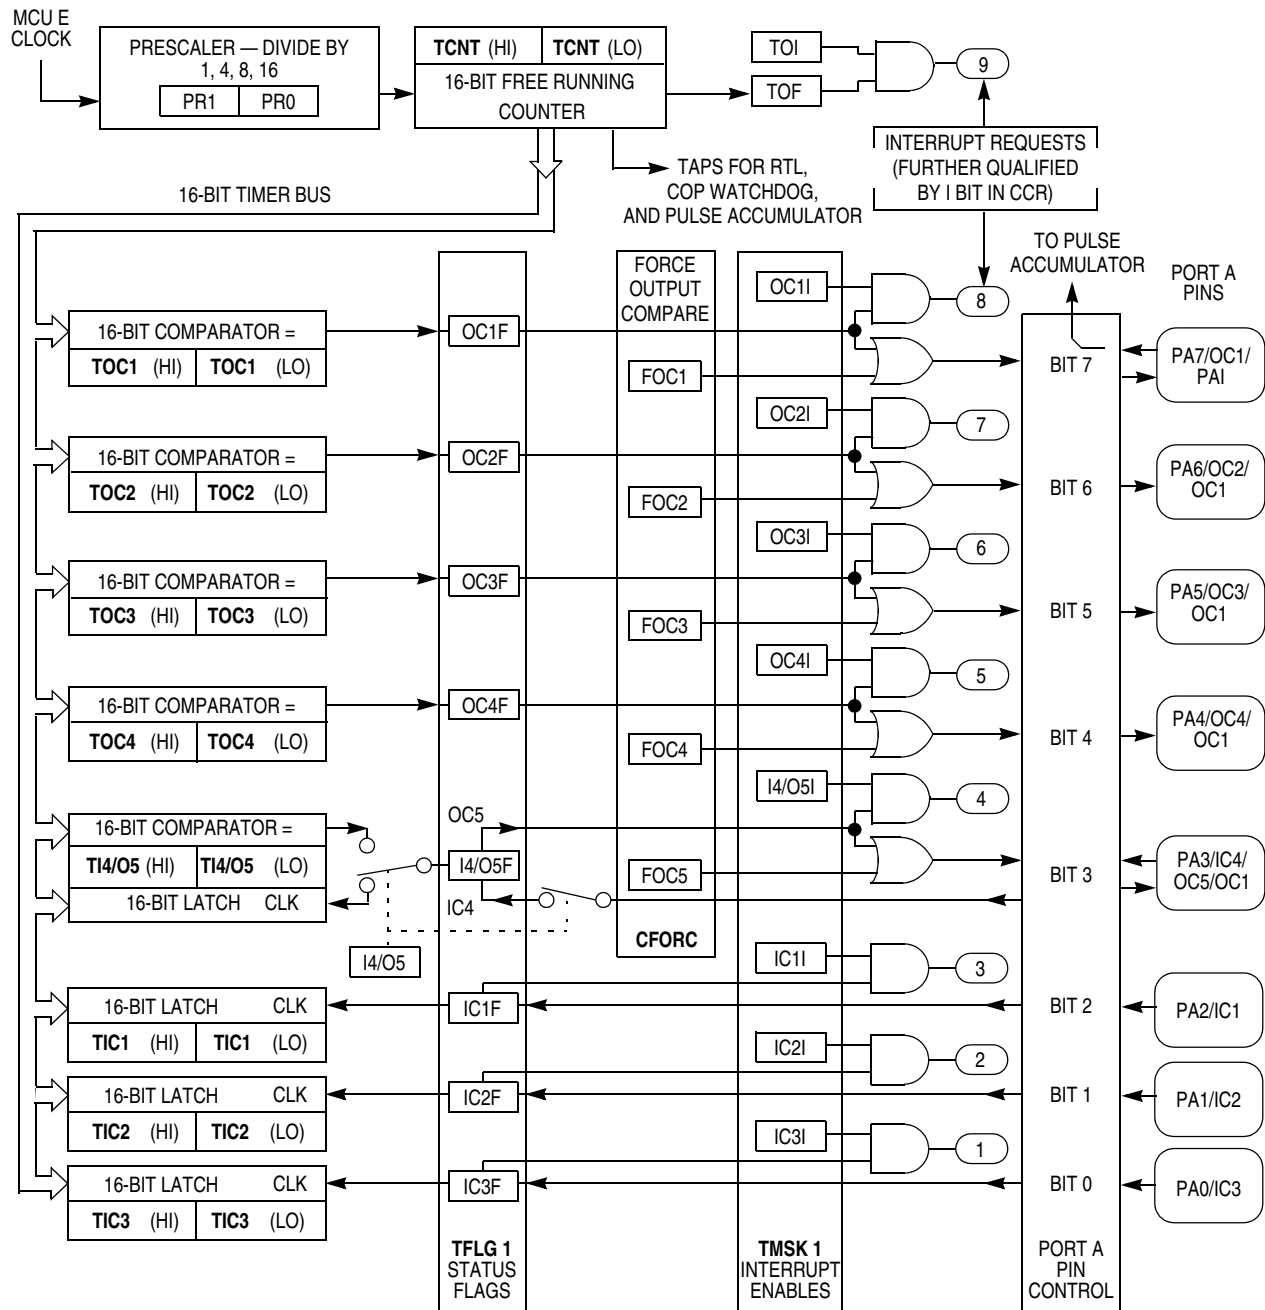 MCU E
CLOCK
PRESCALER — DIVIDE BY
1, 4, 8, 16
PR1 PR0
TCNT (HI) TCNT (LO)
16-BIT FREE RUNNING
COUNTER
TOI
TOF
9
INTERRUPT REQUESTS
(FURTHER QUALIFIED
BY I BIT IN CCR)
TAPS FOR RTL,
COP WATCHDOG,
AND PULSE ACCUMULATOR
16-BIT TIMER BUS
TO PULSE
ACCUMULATOR
PORT A
PINS
FORCE
OUTPUT
COMPARE
OC1I
8
16-BIT COMPARATOR =
TOC1 (HI) TOC1 (LO)
OC1F
FOC1
BIT 7
PA7/OC1/
PAI
OC2I
7
16-BIT COMPARATOR =
TOC2 (HI) TOC2 (LO)
OC2F
FOC2
BIT 6
PA6/OC2/
OC1
OC3I
6
16-BIT COMPARATOR =
TOC3 (HI) TOC3 (LO)
OC3F
FOC3
BIT 5
PA5/OC3/
OC1
OC4I
5
16-BIT COMPARATOR =
TOC4 (HI) TOC4 (LO)
OC4F
FOC4
BIT 4
PA4/OC4/
OC1
I4/O5I
4
16-BIT COMPARATOR =
TI4/O5 (HI) TI4/O5 (LO)
16-BIT LATCH CLK
OC5
I4/O5F
IC4
FOC5
BIT 3
PA3/IC4/
OC5/OC1
I4/O5
CFORC
IC1I
3
16-BIT LATCH CLK
TIC1 (HI) TIC1 (LO)
IC1F
BIT 2
PA2/IC1
IC2I
2
16-BIT LATCH CLK
TIC2 (HI) TIC2 (LO)
IC2F
BIT 1
PA1/IC2
IC3I
1
16-BIT LATCH CLK
TIC3 (HI) TIC3 (LO)
IC3F
BIT 0
PA0/IC3
TFLG 1
STATUS
FLAGS
TMSK 1
INTERRUPT
ENABLES
PORT A
PIN
CONTROL